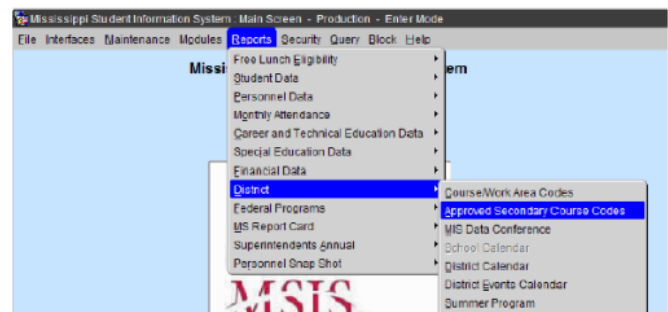 Mississippi Student Information System : Main Screen - Production - Enter Mode
File Interfaces Maintenance Modules Reports Security Query Block Help
Missi em
Free Lunch Eligibility
Student Data
Personnel Data
Monthly Attendance
Career and Technical Education Data
Special Education Data
Financial Data
District
Federal Programs
MS Report Card
Superintendents Annual
Personnel Snap Shot
Course/Work Area Codes
Approved Secondary Course Codes
MIS Data Conference
School Calendar
District Calendar
District Events Calendar
Summer Program
MSIS